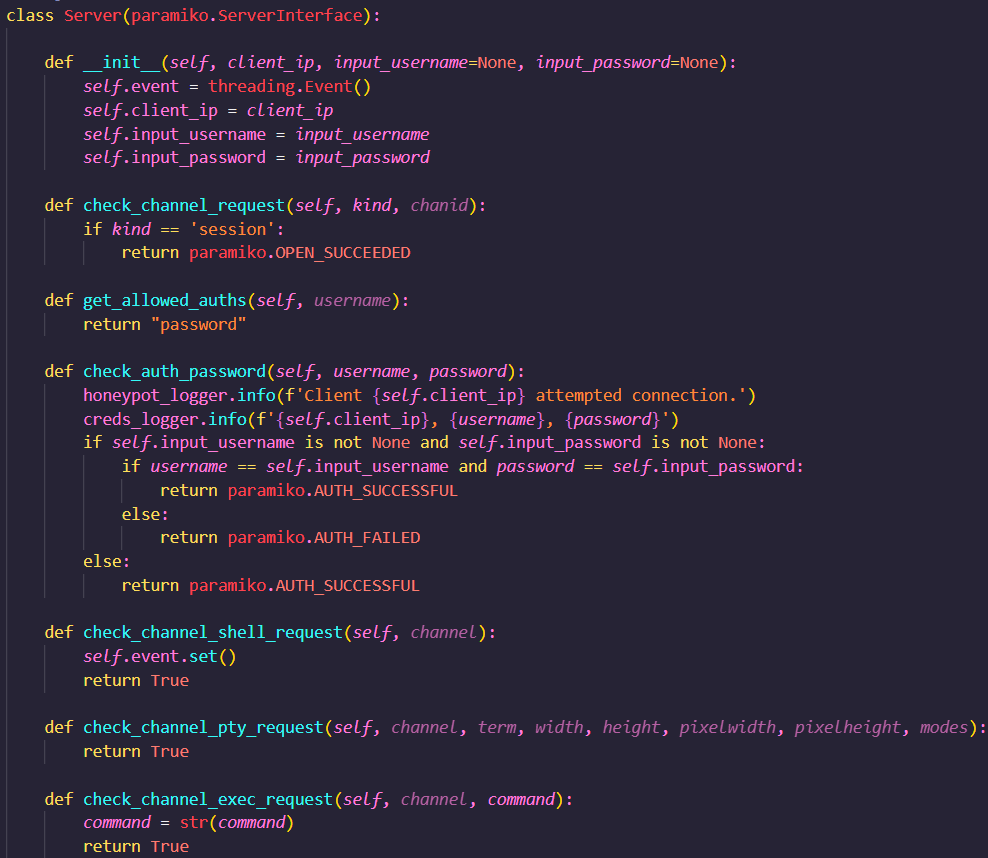 class Server(paramiko.ServerInterface):
def __init__(self, client_ip, input_username=None, input_password=None):
self.event = threading.Event()
self.client_ip = client_ip
self.input_username = input_username
self.input_password = input_password
def check_channel_request(self, kind, chanid):
if kind == 'session':
return paramiko.OPEN_SUCCEEDED
def get_allowed_auths(self, username):
return "password"
def check_auth_password(self, username, password):
honeypot_logger.info(f'Client {self.client_ip} attempted connection.')
creds_logger.info(f'{self.client_ip}, {username}, {password}')
if self.input_username is not None and self.input_password is not None:
if username == self.input_username and password == self.input_password:
return paramiko.AUTH_SUCCESSFUL
else:
return paramiko.AUTH_FAILED
else:
return paramiko.AUTH_SUCCESSFUL
def check_channel_shell_request(self, channel):
self.event.set()
return True
def check_channel_pty_request(self, channel, term, width, height, pixelwidth, pixelheight, modes):
return True
def check_channel_exec_request(self, channel, command):
command = str(command)
return True